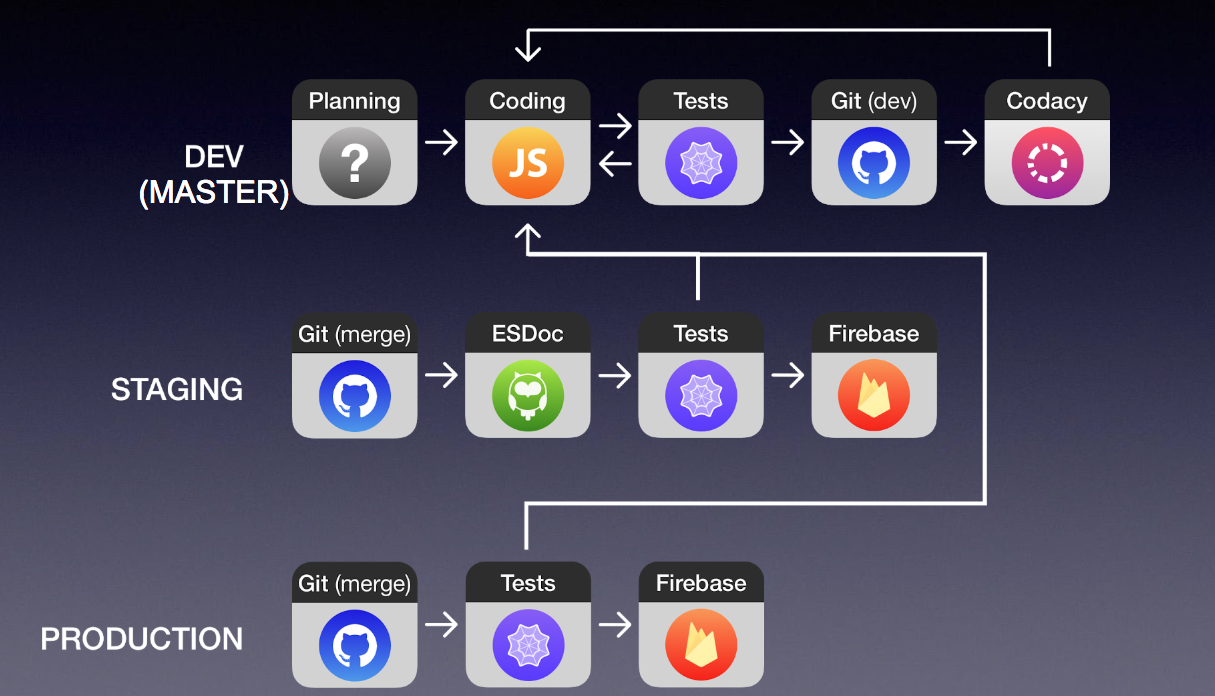 Planning
Coding
Tests
Git (dev)
Codacy
DEV
(MASTER)
?
JS
Git (merge)
ESDoc
Tests
Firebase
STAGING
Git (merge)
Tests
Firebase
PRODUCTION